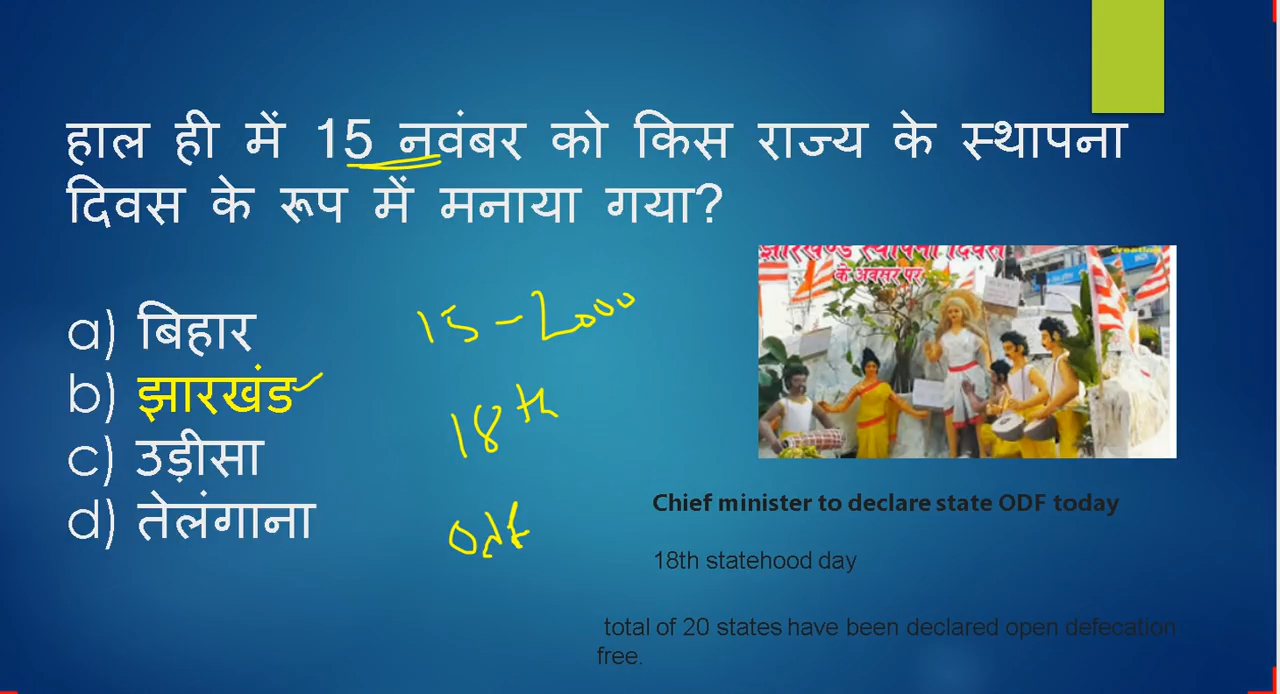 हाल ही में 15 नवंबर को किस राज्य के स्थापना
दिवस के रूप में मनाया गया?
a) बिहार
b) झारखंड
c) उड़ीसा
d) तेलंगाना
15-2000
18th
ODF
झारखण्ड स्थापना दिवस
के अवसर पर
Chief minister to declare state ODF today
18th statehood day
total of 20 states have been declared open defecation
free.